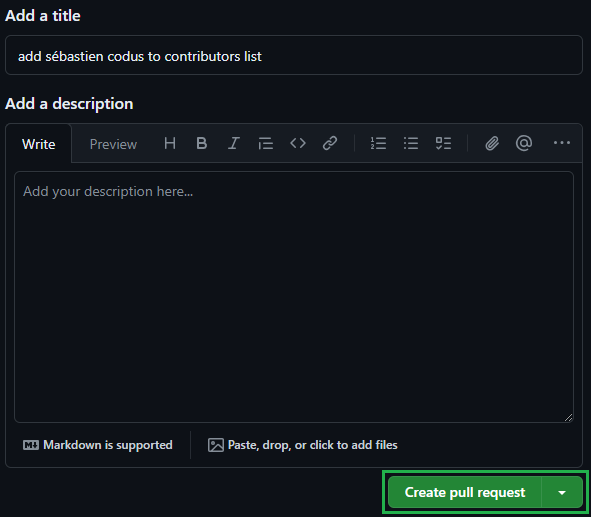 Add a title
add sébastien codus to contributors list
Add a description
Write Preview H B I
Add your description here...
Markdown is supported Paste, drop, or click to add files
Create pull request